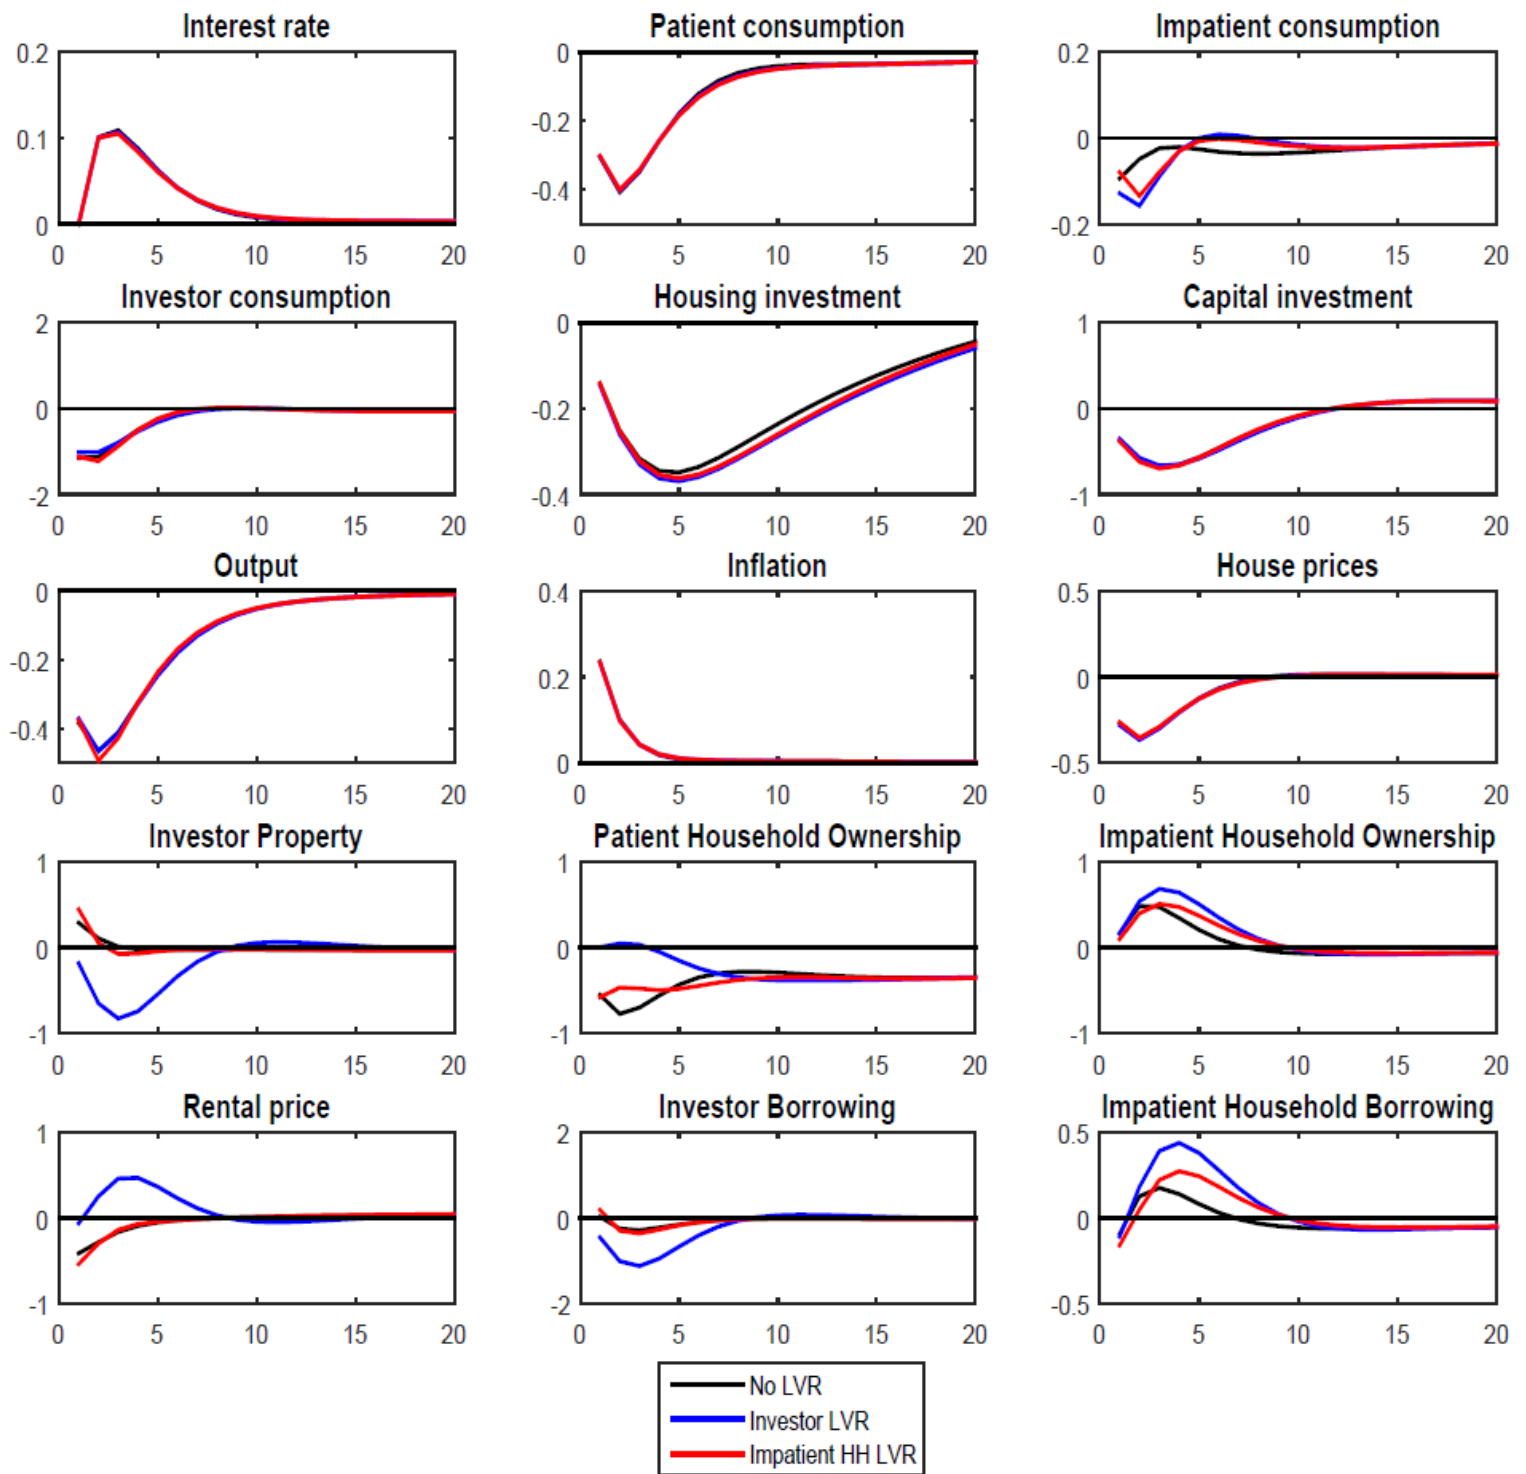 Interest rate
Patient consumption
Impatient consumption
0.2
0.1
0
0 5 10 15 20
0
-0.2
-0.4
0 5 10 15 20
0.2
0
-0.2
0 5 10 15 20
Investor consumption
Housing investment
Capital investment
2
0
-2
0 5 10 15 20
0
-0.2
-0.4
0 5 10 15 20
1
0
-1
0 5 10 15 20
Output
Inflation
House prices
0
-0.2
-0.4
0 5 10 15 20
0.4
0.2
0
0 5 10 15 20
0.5
0
-0.5
0 5 10 15 20
Investor Property
Patient Household Ownership
Impatient Household Ownership
1
0
-1
0 5 10 15 20
1
0
-1
0 5 10 15 20
1
0
-1
0 5 10 15 20
Rental price
Investor Borrowing
Impatient Household Borrowing
1
0
-1
0 5 10 15 20
2
0
-2
0 5 10 15 20
0.5
0
-0.5
0 5 10 15 20
No LVR
Investor LVR
Impatient HH LVR